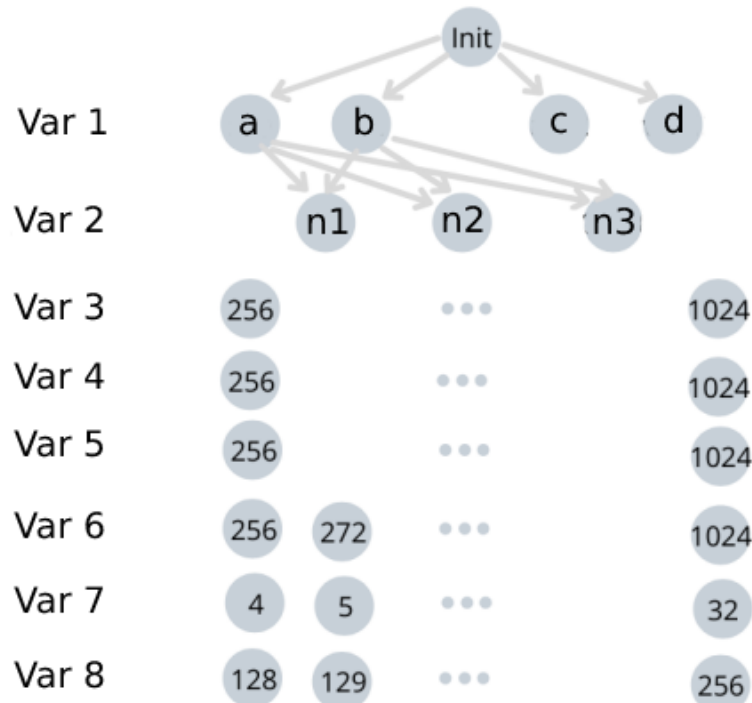 Init
Var 1 a b c d
Var 2 n1 n2 n3
Var 3 256 ... 1024
Var 4 256 ... 1024
Var 5 256 ... 1024
Var 6 256 272 ... 1024
Var 7 4 5 ... 32
Var 8 128 129 ... 256